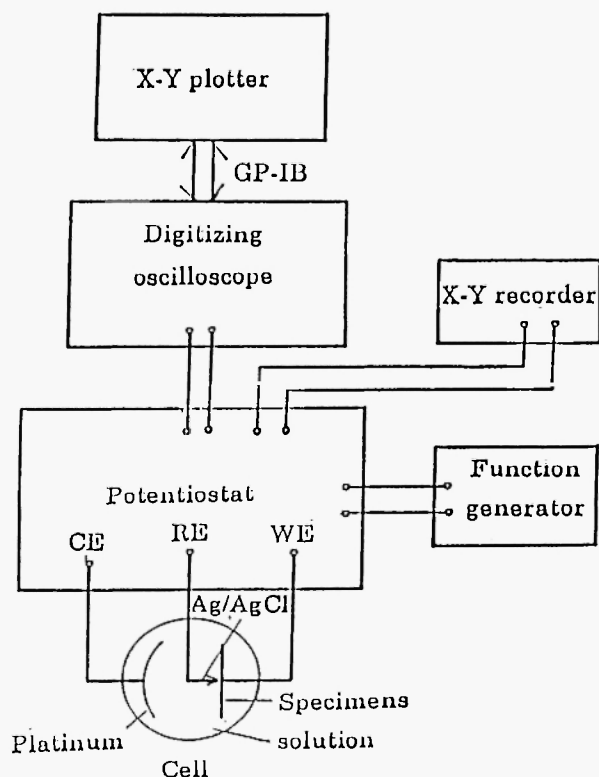 X-Y plotter
GP-IB
Digitizing
oscilloscope
X-Y recorder
Potentiostat
Function
generator
CE
RE
WE
Ag/AgCl
Specimens
Platinum
solution
Cell